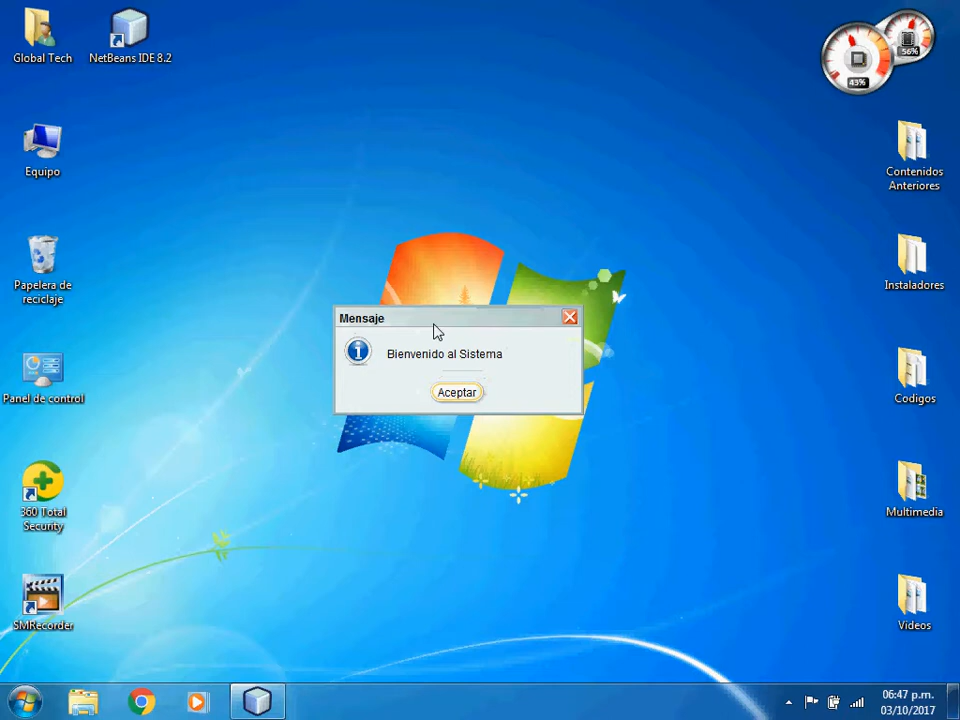 Global Tech
NetBeans IDE 8.2
56%
43%
Equipo
Contenidos
Anteriores
Papelera de
reciclaje
Instaladores
Mensaje
Bienvenido al Sistema
Aceptar
Panel de control
Codigos
360 Total
Security
Multimedia
SMRecorder
Videos
06:47 p.m.
03/10/2017